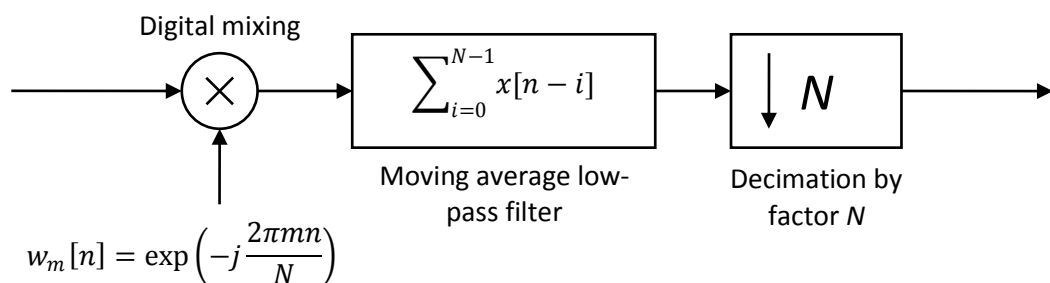 Digital mixing
∑_{i=0}^{N−1} x[n − i]
↓ N
Moving average low-
pass filter
Decimation by
factor N
w_m[n] = exp(−j 2πmn/N)